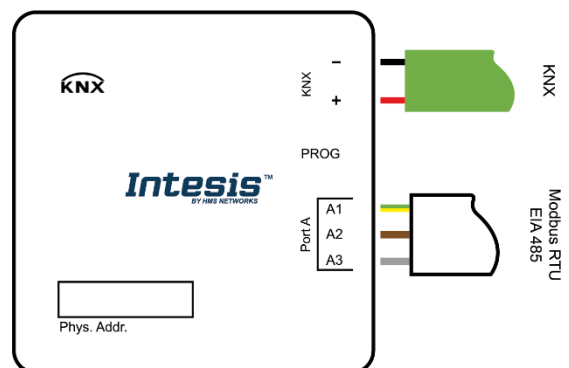 KNX
Intesis™
BY HMS NETWORKS
Phys. Addr.
KNX
−
+
PROG
Port A
A1
A2
A3
KNX
Modbus RTU
EIA 485